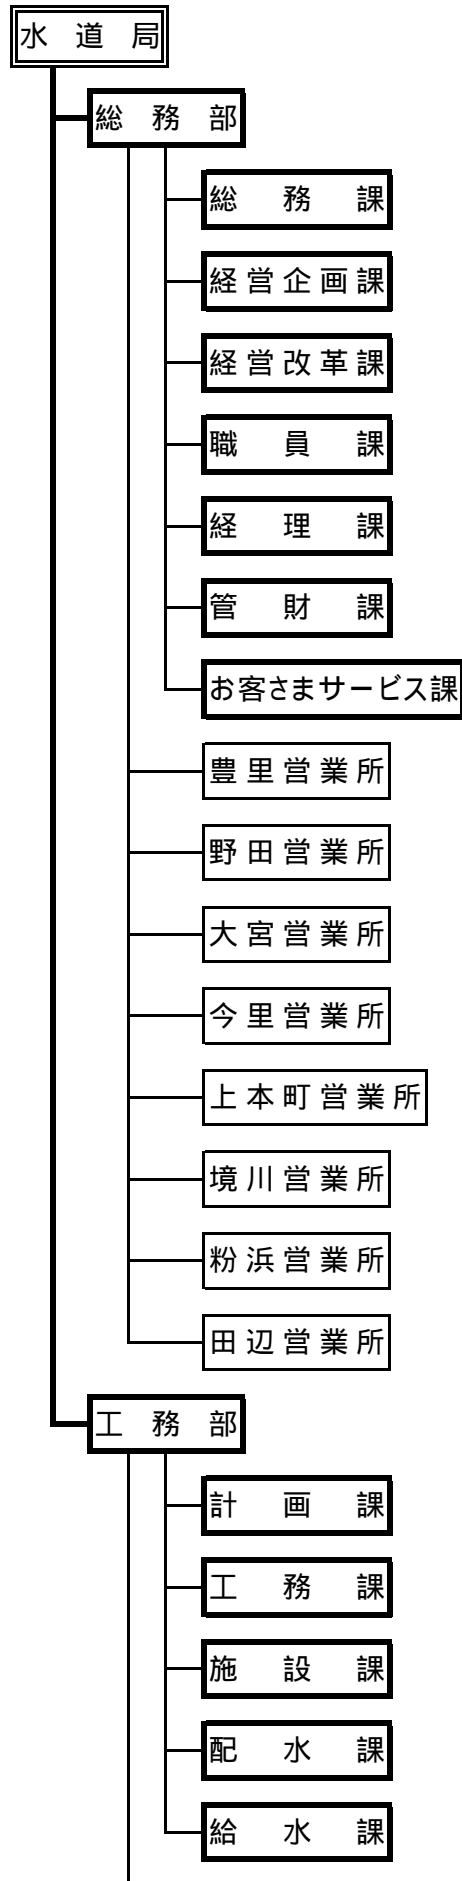 水道局
総務部
総務課
経営企画課
経営改革課
職員課
経理課
管財課
お客さまサービス課
豊里営業所
野田営業所
大宮営業所
今里営業所
上本町営業所
境川営業所
粉浜営業所
田辺営業所
工務部
計画課
工務課
施設課
配水課
給水課